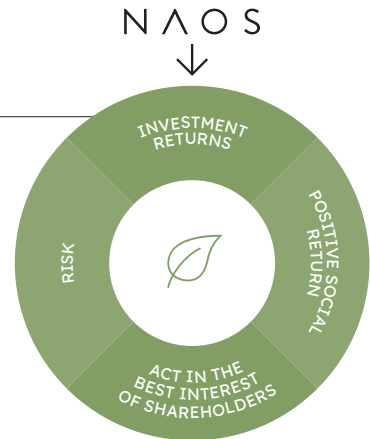 NAOS
INVESTMENT
RETURNS
POSITIVE SOCIAL
RETURN
ACT IN THE
BEST INTEREST
OF SHAREHOLDERS
RISK